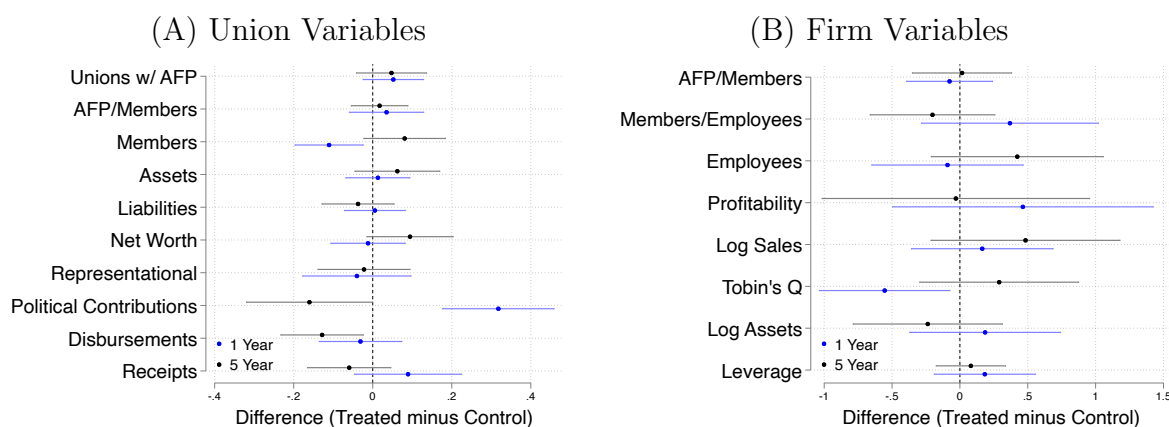 (A) Union Variables
Unions w/ AFP
AFP/Members
Members
Assets
Liabilities
Net Worth
Representational
Political Contributions
Disbursements
Receipts
1 Year
5 Year
-.4 -.2 0 .2 .4
Difference (Treated minus Control)
(B) Firm Variables
AFP/Members
Members/Employees
Employees
Profitability
Log Sales
Tobin's Q
Log Assets
Leverage
1 Year
5 Year
-1 -.5 0 .5 1 1.5
Difference (Treated minus Control)